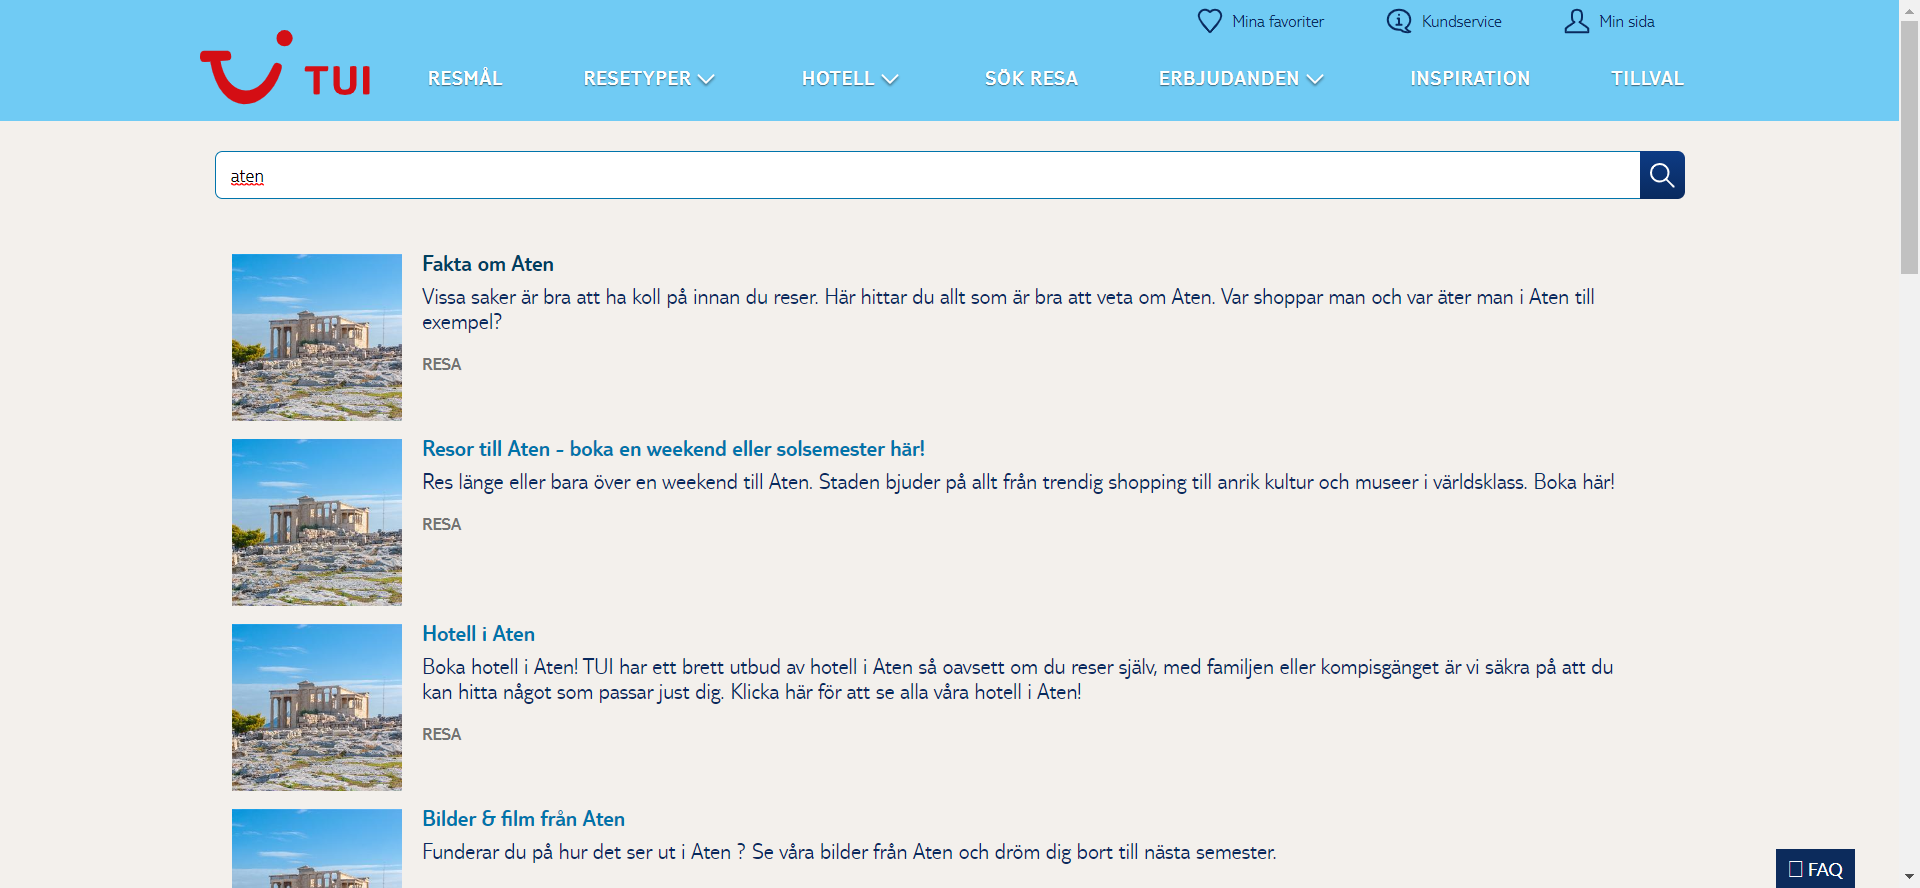 Mina favoriter
Kundservice
Min sida
TUI
RESMÅL
RESETYPER
HOTELL
SÖK RESA
ERBJUDANDEN
INSPIRATION
TILLVAL
aten
Fakta om Aten
Vissa saker är bra att ha koll på innan du reser. Här hittar du allt som är bra att veta om Aten. Var shoppar man och var äter man i Aten till
exempel?
RESA
Resor till Aten - boka en weekend eller solsemester här!
Res länge eller bara över en weekend till Aten. Staden bjuder på allt från trendig shopping till anrik kultur och museer i världsklass. Boka här!
RESA
Hotell i Aten
Boka hotell i Aten! TUI har ett brett utbud av hotell i Aten så oavsett om du reser själv, med familjen eller kompisgänget är vi säkra på att du
kan hitta något som passar just dig. Klicka här för att se alla våra hotell i Aten!
RESA
Bilder & film från Aten
Funderar du på hur det ser ut i Aten ? Se våra bilder från Aten och dröm dig bort till nästa semester.
FAQ